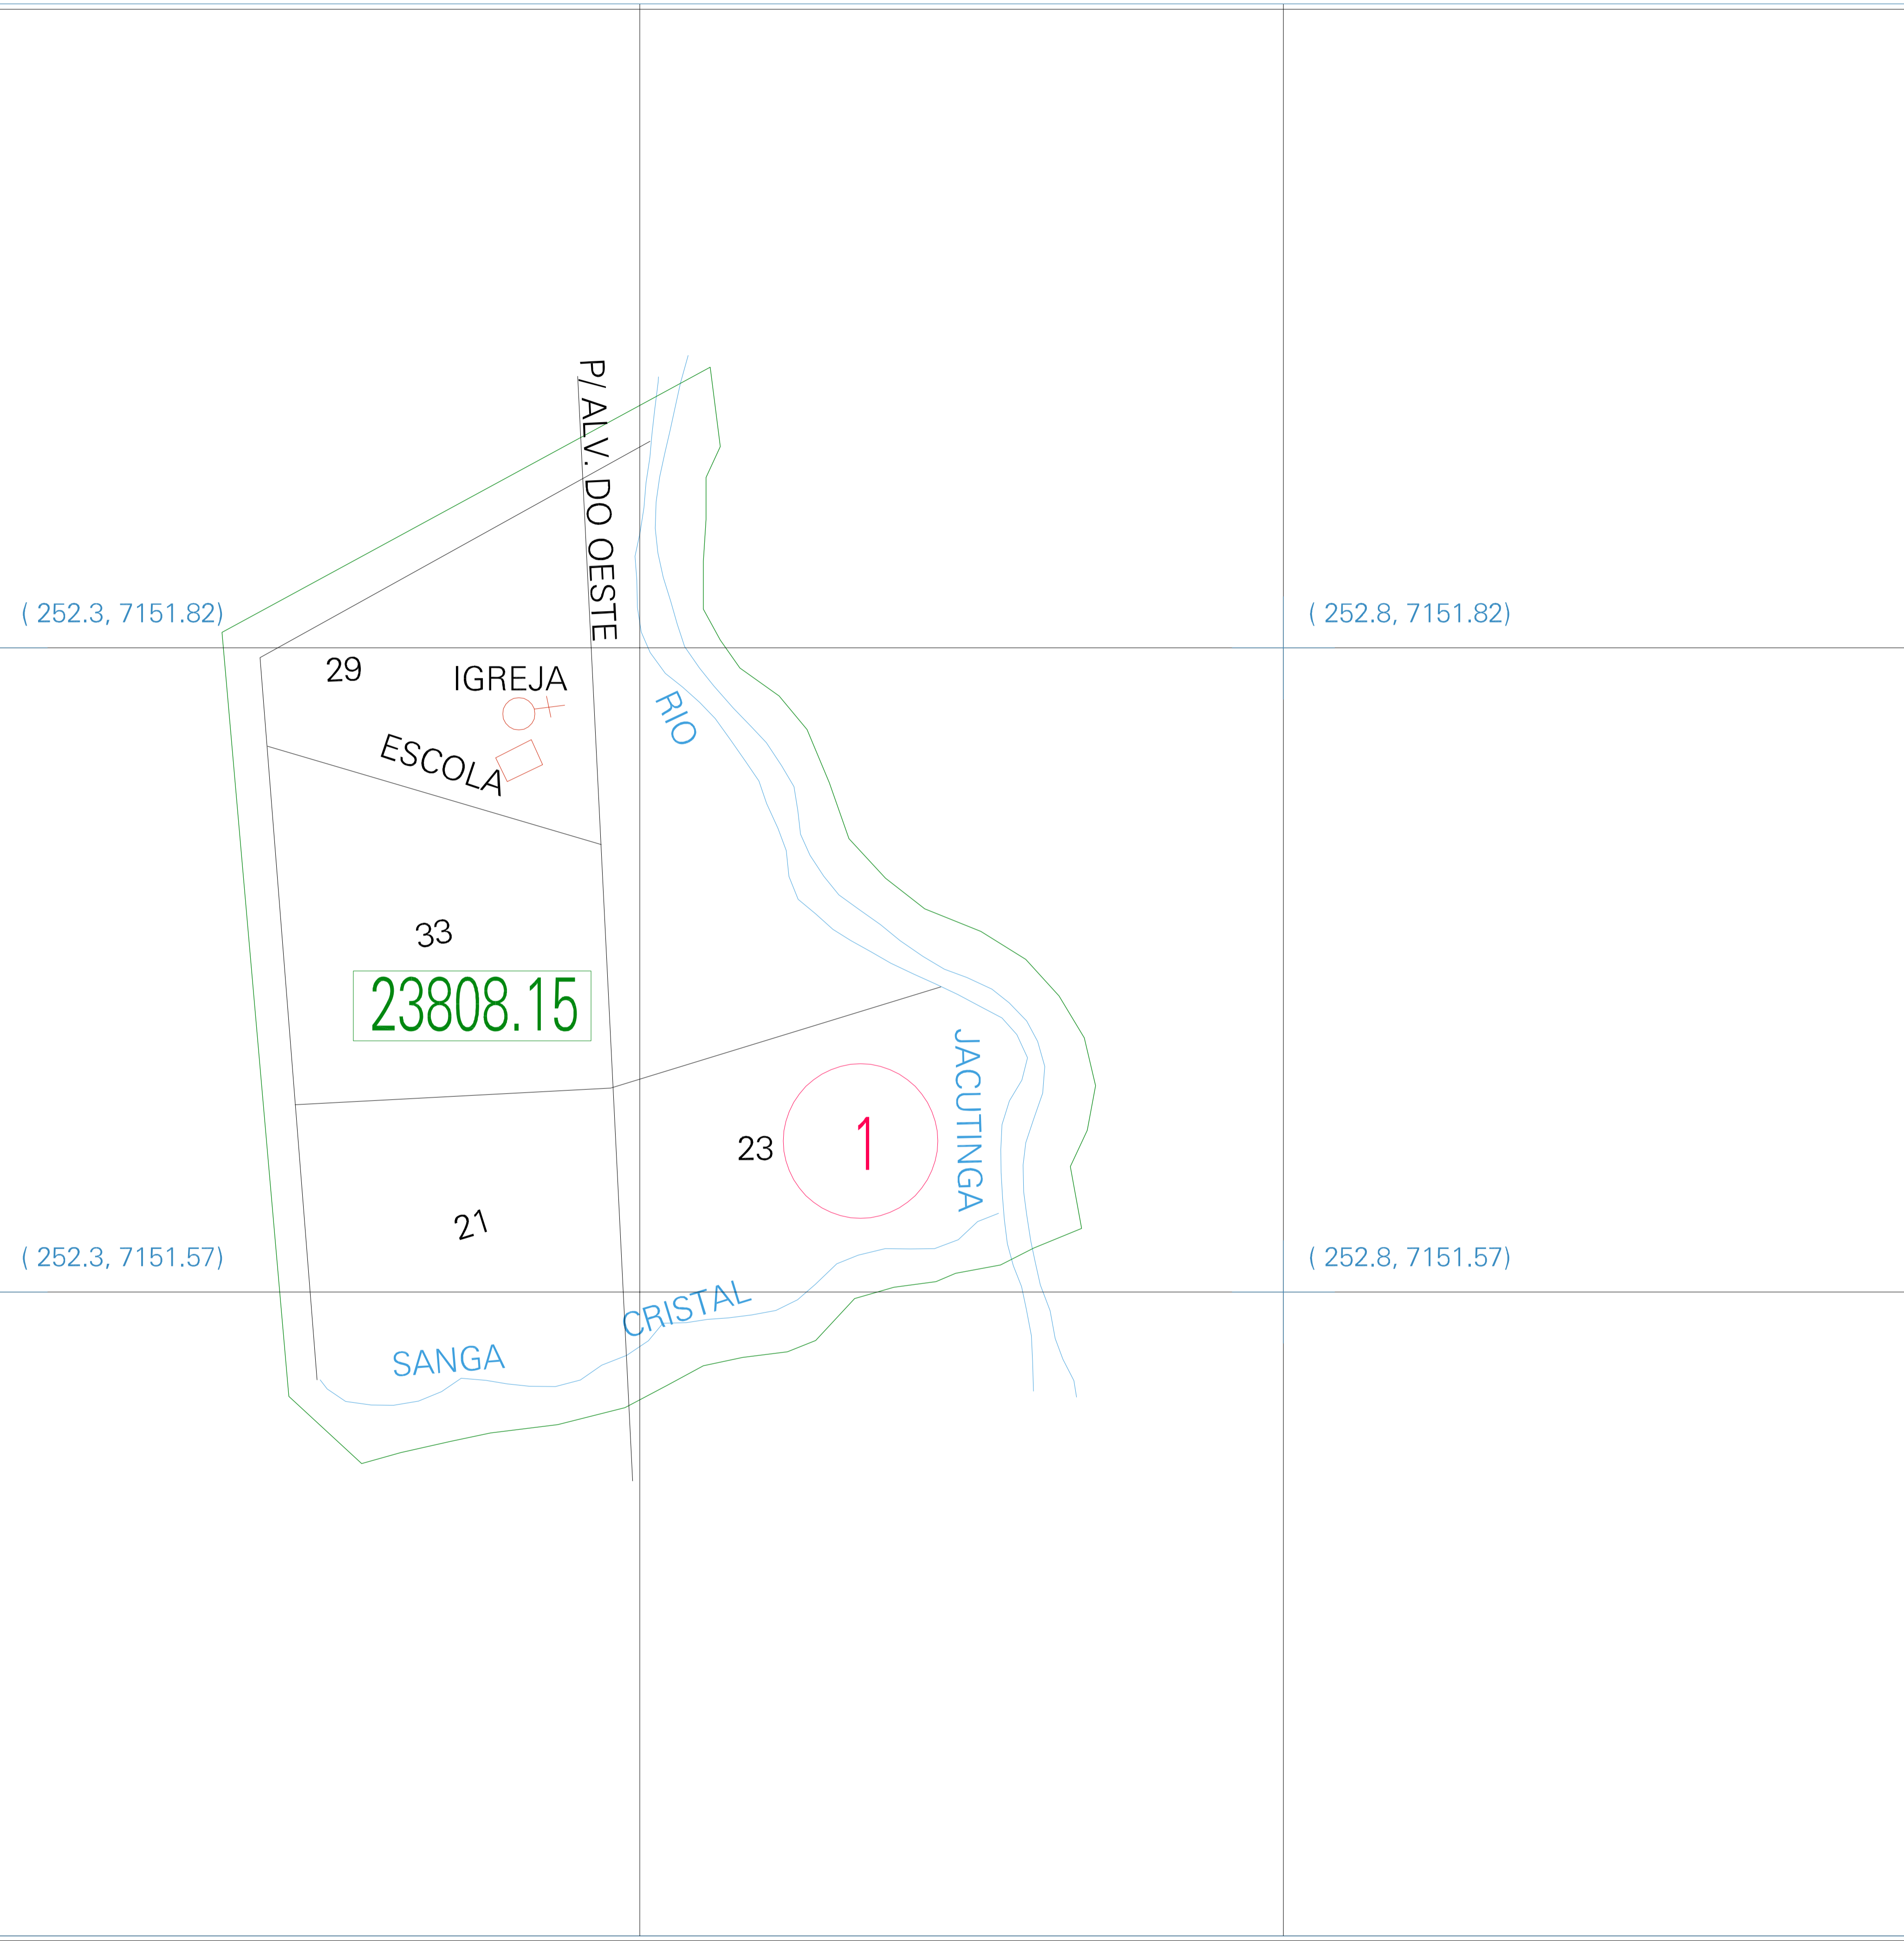 P/ ALV. DO OESTE
( 252.3, 7151.82)
( 252.8, 7151.82)
29
IGREJA
RIO
ESCOLA
33
23808.15
JACUTINGA
1
23
21
( 252.3, 7151.57)
( 252.8, 7151.57)
CRISTAL
SANGA